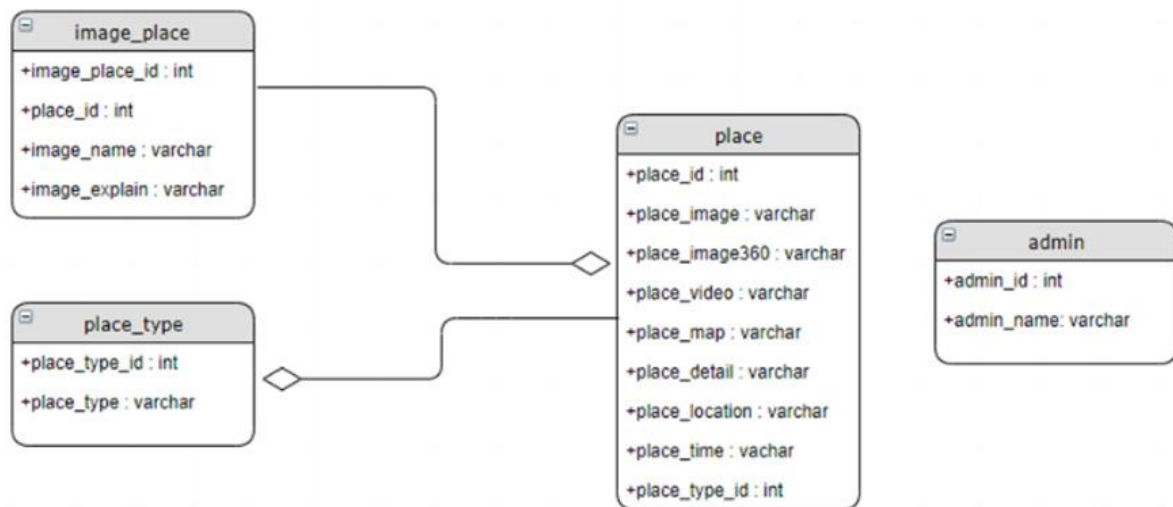 image_place
+image_place_id : int
+place_id : int
+image_name : varchar
+image_explain : varchar
place_type
+place_type_id : int
+place_type : varchar
place
+place_id : int
+place_image : varchar
+place_image360 : varchar
+place_video : varchar
+place_map : varchar
+place_detail : varchar
+place_location : varchar
+place_time : vachar
+place_type_id : int
admin
+admin_id : int
+admin_name: varchar